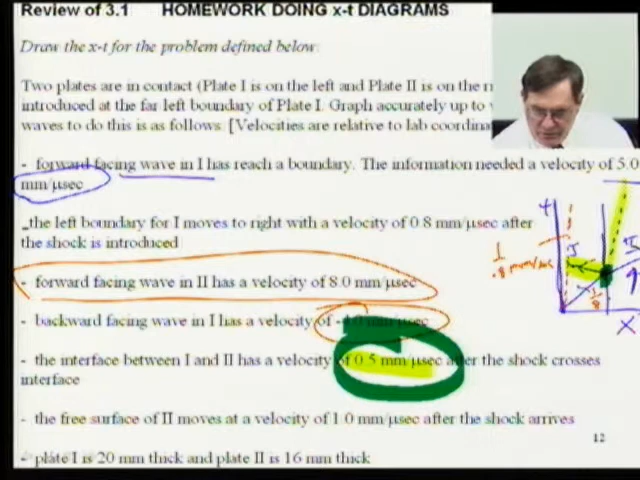 Review of 3.1 HOMEWORK DOING x-t DIAGRAMS
Draw the x-t for the problem defined below.
Two plates are in contact (Plate I is on the left and Plate II is on the
introduced at the far left boundary of Plate I. Graph accurately up to
waves to do this is as follows. [Velocities are relative to lab
- forward facing wave in I has reach a boundary. The information needed a velocity of 5.0
mm/μsec
- the left boundary for I moves to right with a velocity of 0.8 mm/μsec after
the shock is introduced
- forward facing wave in II has a velocity of 8.0 mm/μsec
- backward facing wave in I has a velocity of mm/μsec
- the interface between I and II has a velocity of 0.5 mm/μsec after the shock crosses
interface
- the free surface of II moves at a velocity of 1.0 mm/μsec after the shock arrives
- plate I is 20 mm thick and plate II is 16 mm thick
t
I
II
X
12